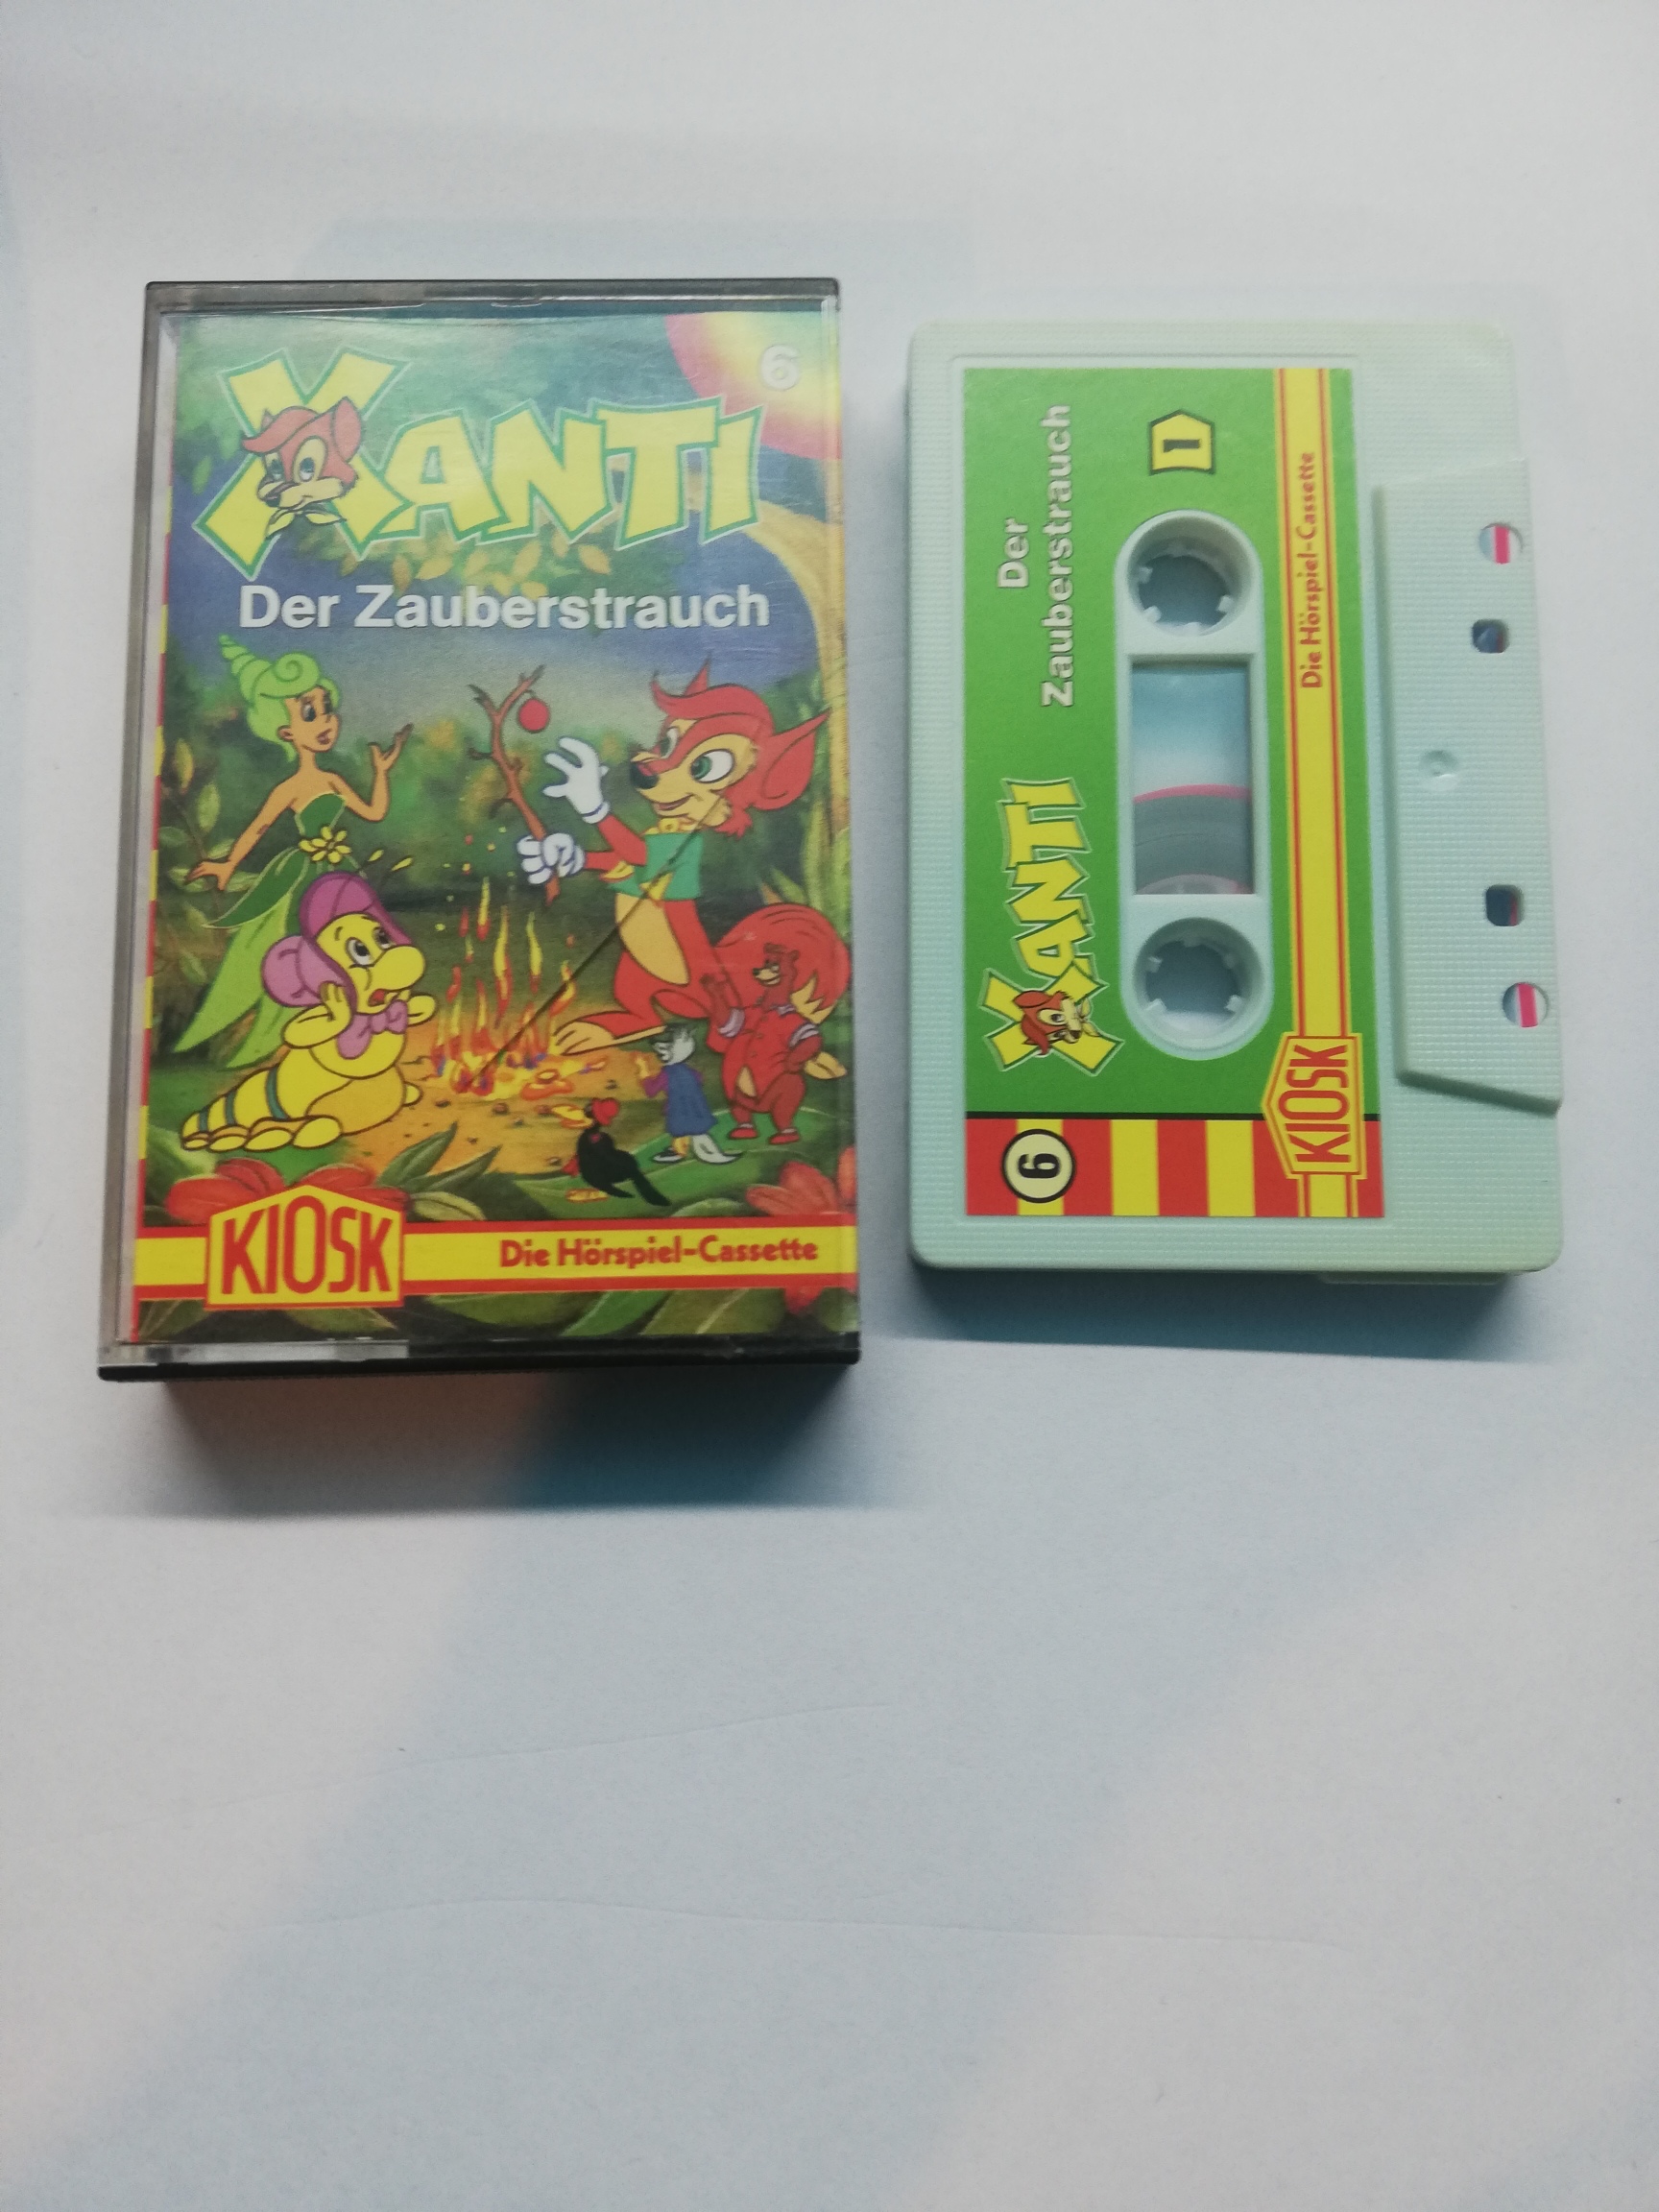 6
XANTI
Der Zauberstrauch
KIOSK
Die Hörspiel-Cassette
Der
Zauberstrauch
1
XANTI
Die Hörspiel-Cassette
6
KIOSK